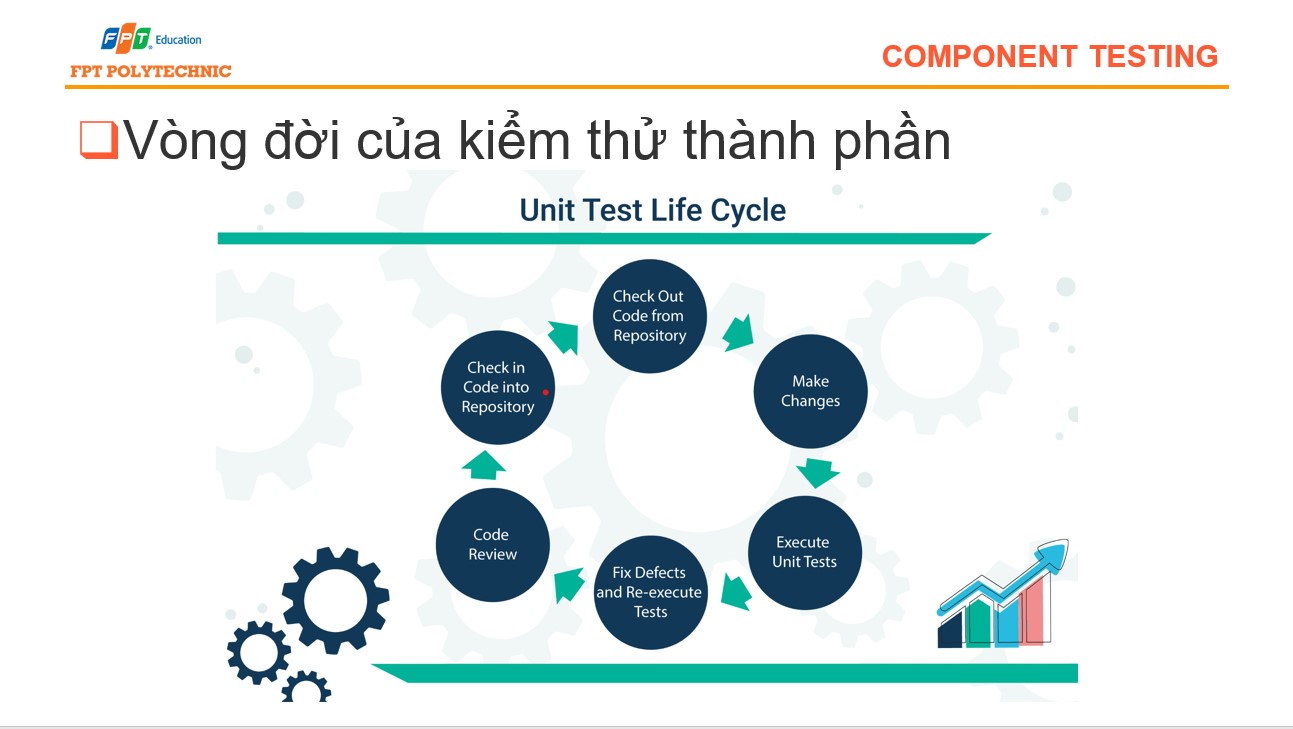 FPT Education
FPT POLYTECHNIC
COMPONENT TESTING
Vòng đời của kiểm thử thành phần
Unit Test Life Cycle
Check Out
Code from
Repository
Make
Changes
Execute
Unit Tests
Fix Defects
and Re-execute
Tests
Code
Review
Check in
Code into
Repository